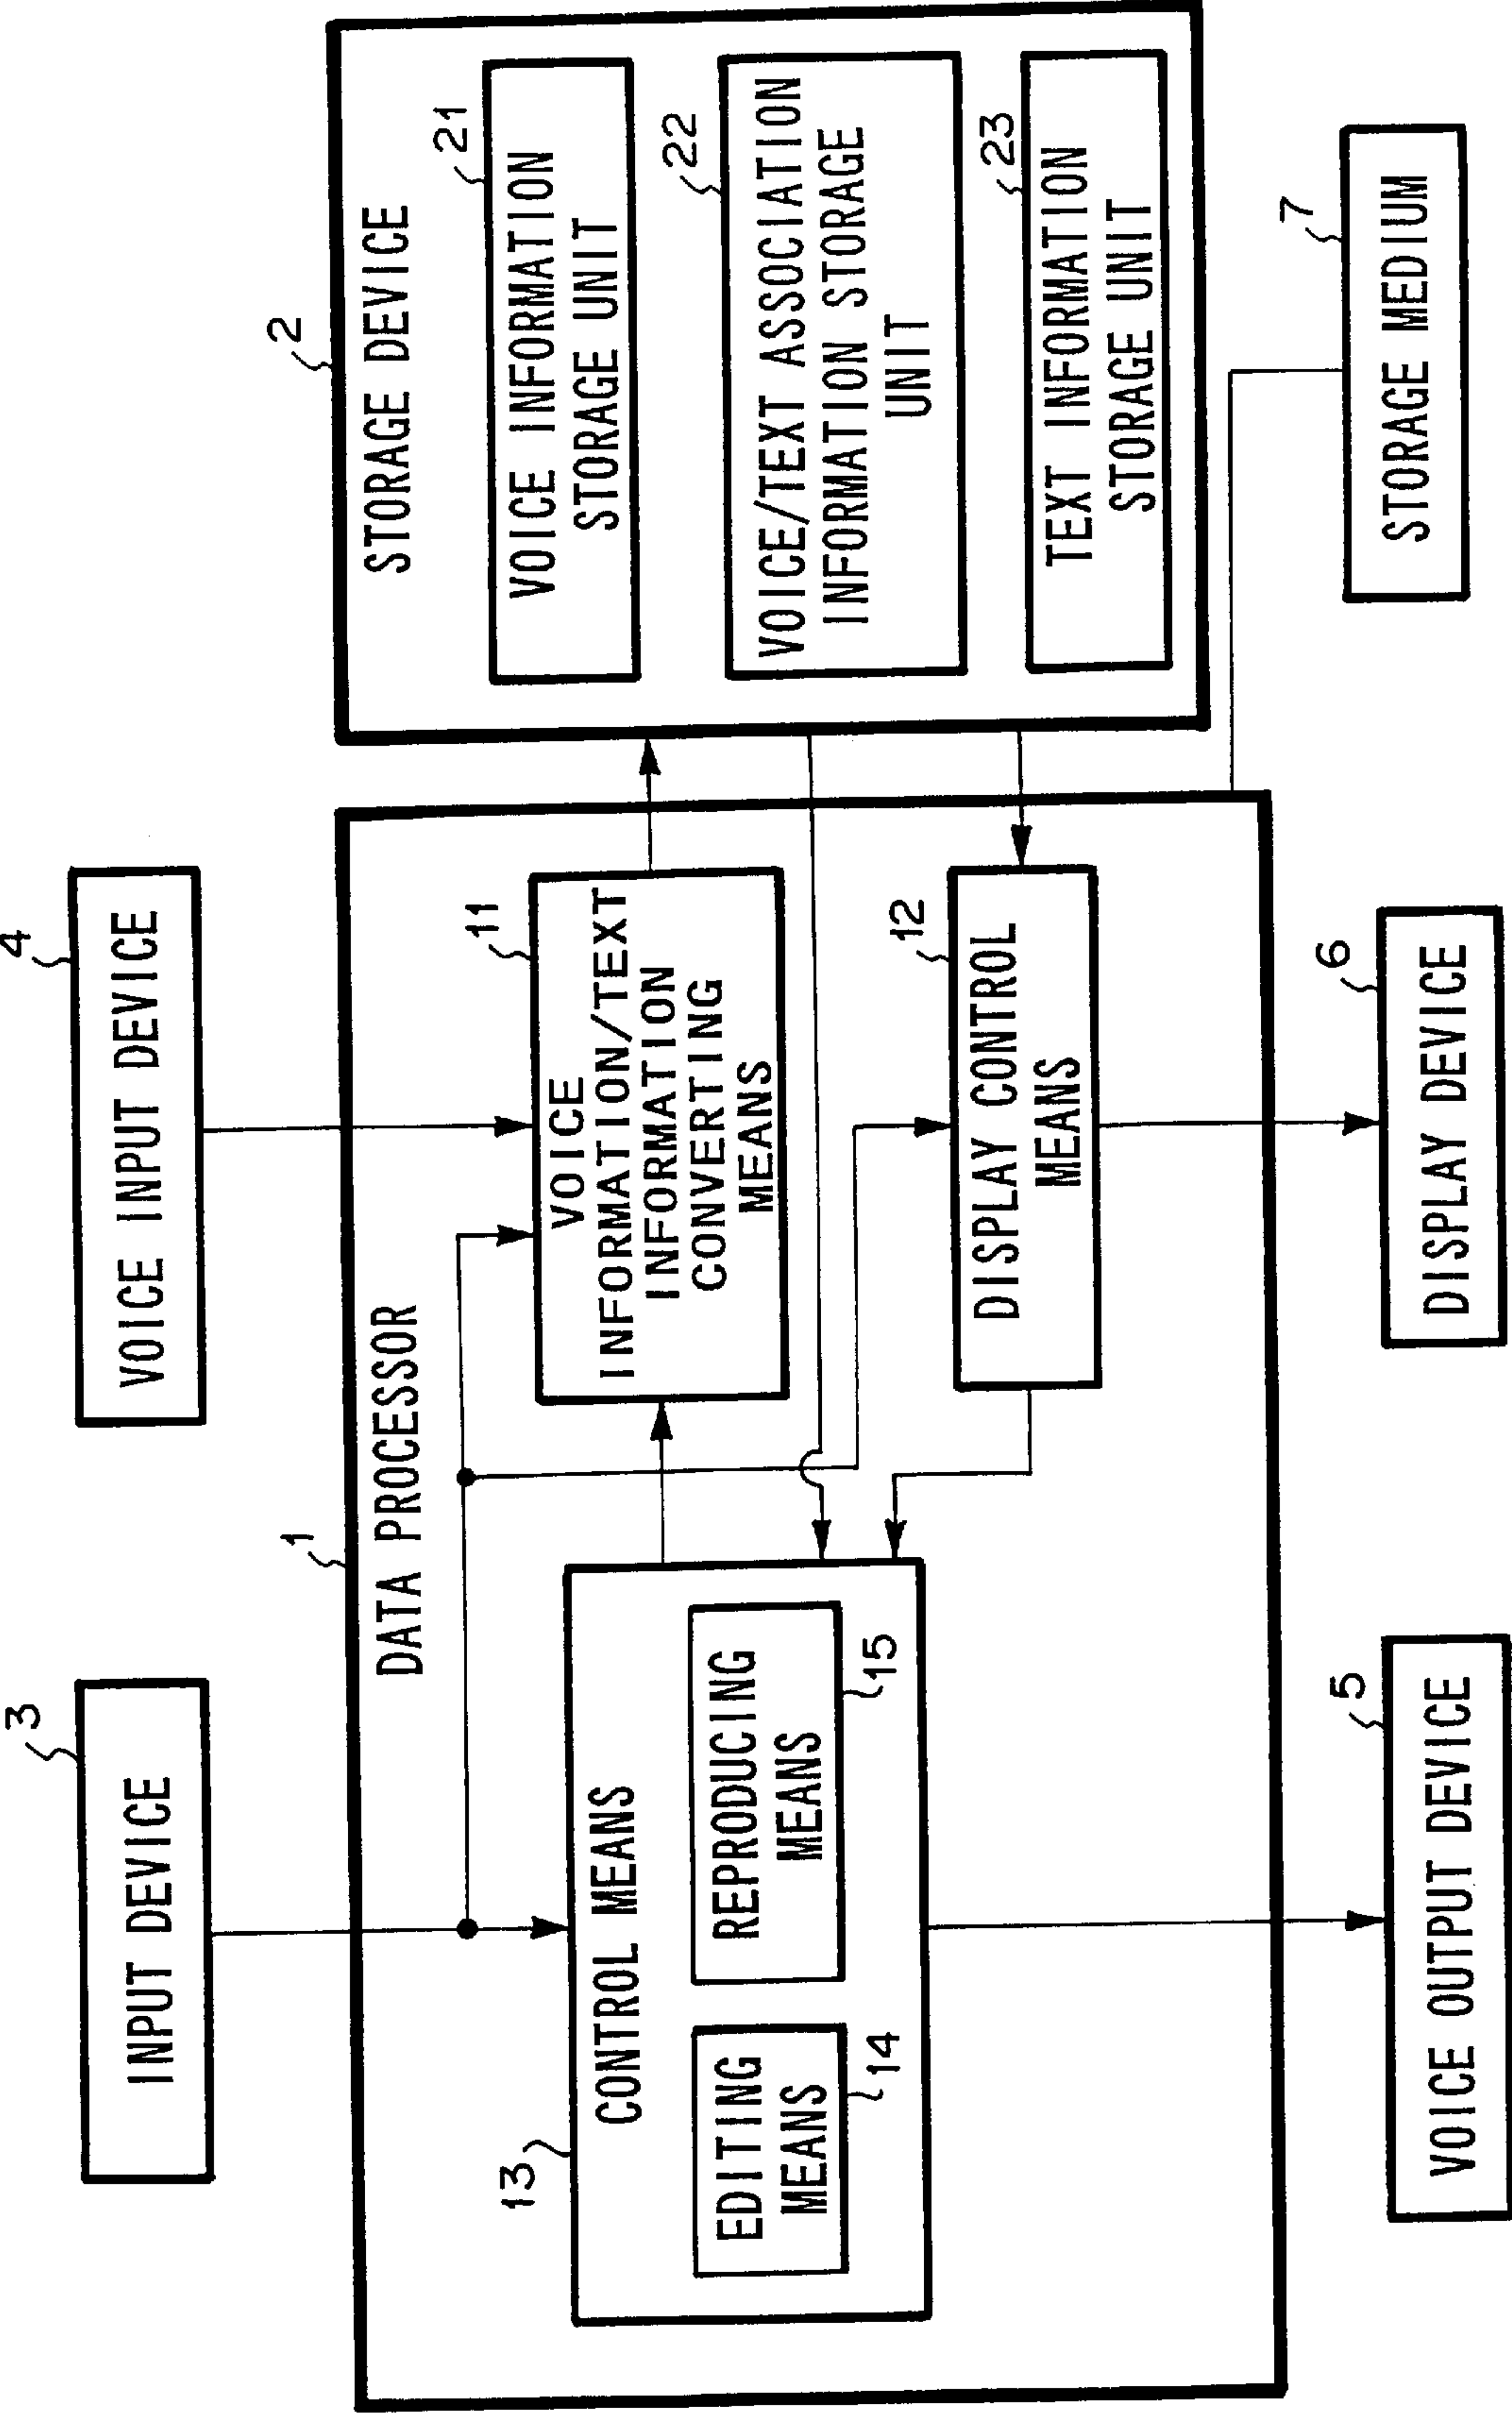 3
INPUT DEVICE
4
VOICE INPUT DEVICE
2
STORAGE DEVICE
21
VOICE INFORMATION
STORAGE UNIT
22
VOICE/TEXT ASSOCIATION
INFORMATION STORAGE
UNIT
23
TEXT INFORMATION
STORAGE UNIT
1
DATA PROCESSOR
11
VOICE
INFORMATION/TEXT
INFORMATION
CONVERTING
MEANS
12
DISPLAY CONTROL
MEANS
13
CONTROL MEANS
EDITING
MEANS
14
REPRODUCING
MEANS
15
5
VOICE OUTPUT DEVICE
6
DISPLAY DEVICE
7
STORAGE MEDIUM